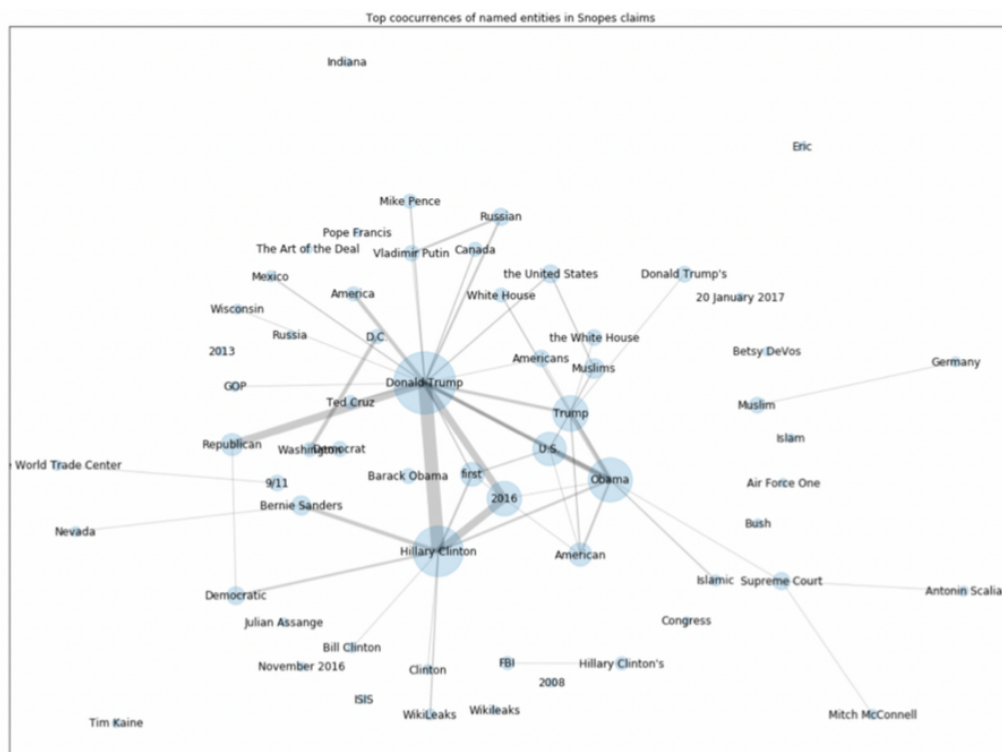 Top coocurrences of named entities in Snopes claims
Indiana
Eric
Mike Pence
Russian
Pope Francis
The Art of the Deal
Vladimir Putin
Canada
Mexico
the United States
Donald Trump's
America
White House
20 January 2017
Wisconsin
Russia
D.C
the White House
2013
Americans
Betsy DeVos
Muslims
Germany
GOP
Donald Trump
Ted Cruz
Trump
Muslim
Republican
Washington
Democrat
U.S.
Islam
e World Trade Center
9/11
Barack Obama
first
Obama
Air Force One
Bernie Sanders
2016
Nevada
Bush
Hillary Clinton
American
Democratic
Islamic
Supreme Court
Antonin Scalia
Julian Assange
Congress
Bill Clinton
November 2016
Clinton
FBI
Hillary Clinton's
2008
ISIS
WikiLeaks
Wikileaks
Mitch McConnell
Tim Kaine